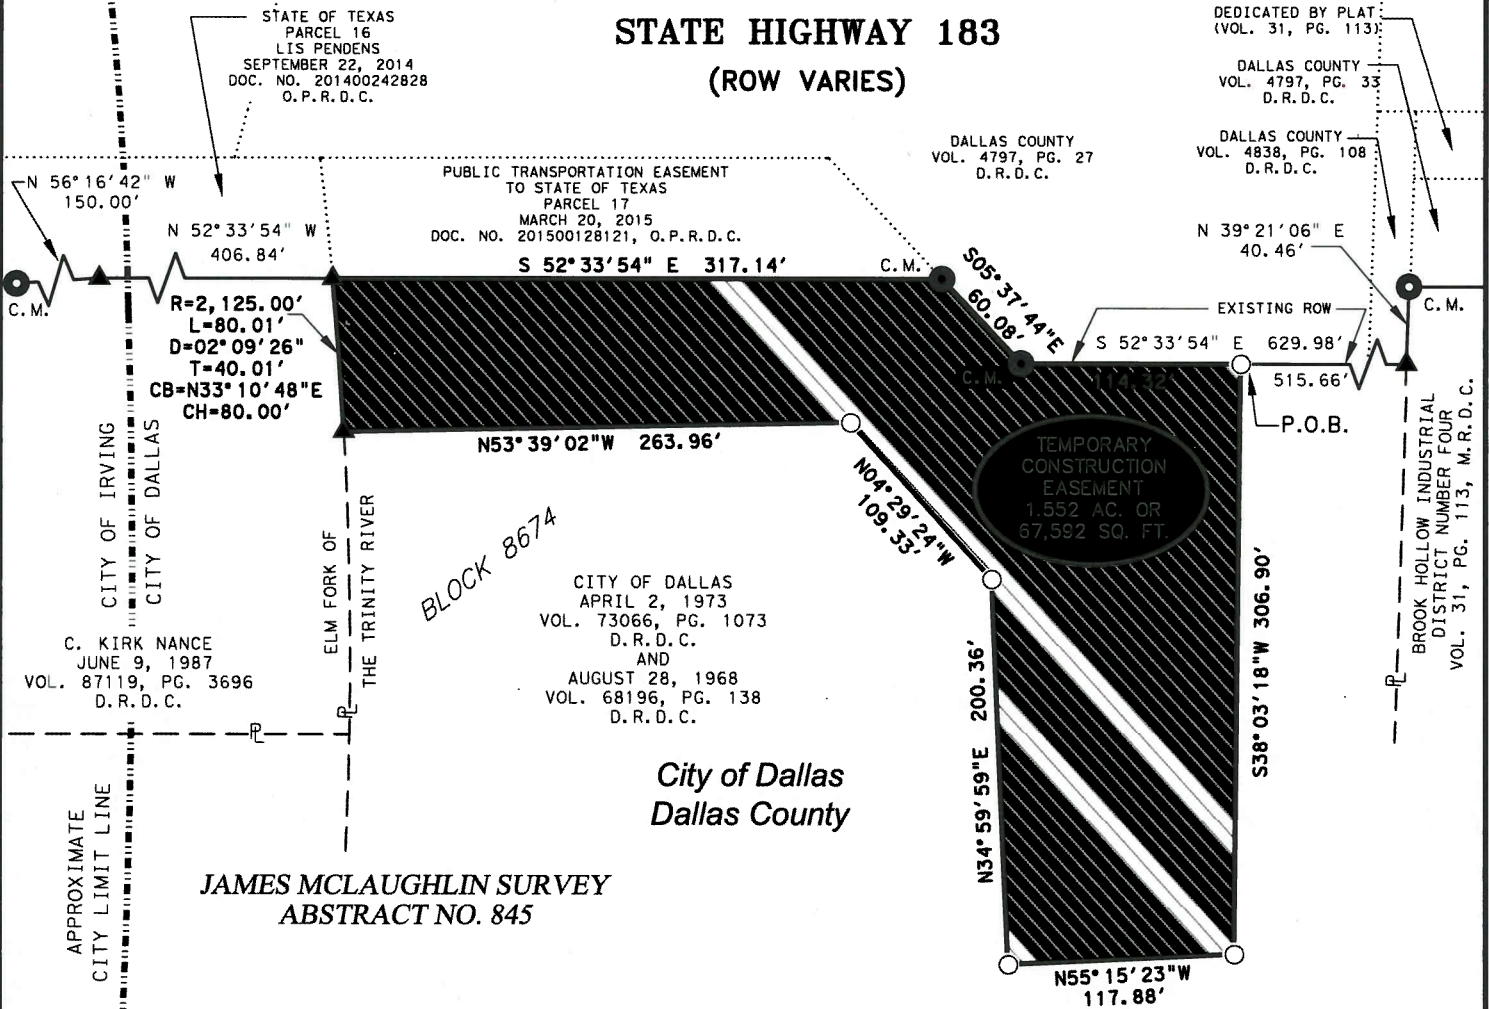 STATE OF TEXAS
PARCEL 16
LIS PENDENS
SEPTEMBER 22, 2014
DOC. NO. 201400242828
O.P.R.D.C.
STATE HIGHWAY 183
(ROW VARIES)
DEDICATED BY PLAT
(VOL. 31, PG. 113)
DALLAS COUNTY
VOL. 4797, PG. 33
D.R.D.C.
DALLAS COUNTY
VOL. 4838, PG. 108
D.R.D.C.
DALLAS COUNTY
VOL. 4797, PG. 27
D.R.D.C.
PUBLIC TRANSPORTATION EASEMENT
TO STATE OF TEXAS
PARCEL 17
MARCH 20, 2015
DOC. NO. 201500128121, O.P.R.D.C.
N 56°16'42" W
150.00'
N 52°33'54" W
406.84'
S 52°33'54" E 317.14'
C.M.
S05°37'44"E
60.08'
N 39°21'06" E
40.46'
EXISTING ROW
C.M.
C.M.
R=2,125.00'
L=80.01'
D=02°09'26"
T=40.01'
CB=N33°10'48"E
CH=80.00'
S 52°33'54" E 629.98'
C.M.
114.32'
515.66'
P.O.B.
N53°39'02"W 263.96'
N04°29'24"W
109.33'
TEMPORARY
CONSTRUCTION
EASEMENT
1.552 AC. OR
67,592 SQ. FT.
CITY OF IRVING
CITY OF DALLAS
ELM FORK OF
THE TRINITY RIVER
BLOCK 8674
CITY OF DALLAS
APRIL 2, 1973
VOL. 73066, PG. 1073
D.R.D.C.
AND
AUGUST 28, 1968
VOL. 68196, PG. 138
D.R.D.C.
BROOK HOLLOW INDUSTRIAL
DISTRICT NUMBER FOUR
VOL. 31, PG. 113, M.R.D.C.
C. KIRK NANCE
JUNE 9, 1987
VOL. 87119, PG. 3696
D.R.D.C.
N34°59'59"E 200.36'
S38°03'18"W 306.90'
PL
PL
PL
City of Dallas
Dallas County
APPROXIMATE
CITY LIMIT LINE
JAMES MCLAUGHLIN SURVEY
ABSTRACT NO. 845
N55°15'23"W
117.88'